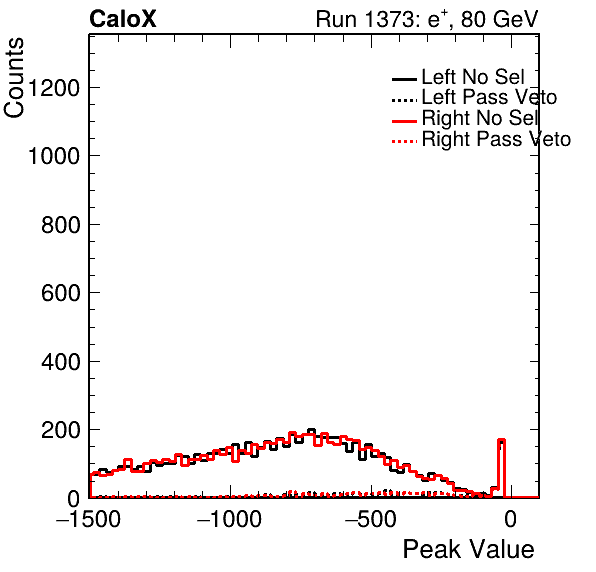 CaloX Run 1373: e⁺, 80 GeV
Counts
Left No Sel
Left Pass Veto
Right No Sel
Right Pass Veto
1200
1000
800
600
400
200
0
−1500 −1000 −500 0
Peak Value